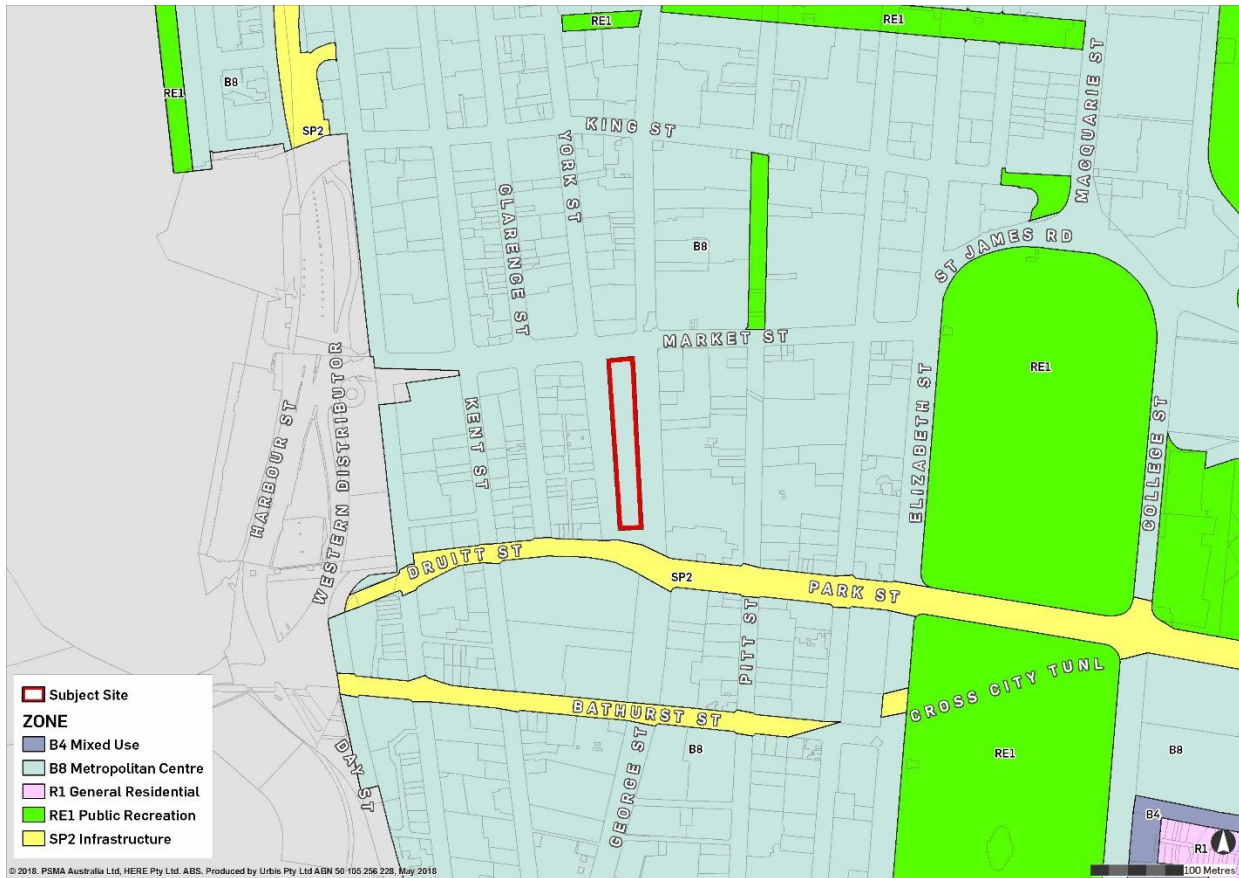 RE1
RE1
B8
RE1
SP2
KING ST
YORK ST
MACQUARIE ST
CLARENCE ST
B8
ST JAMES RD
MARKET ST
RE1
HARBOUR ST
WESTERN DISTRIBUTOR
KENT ST
ELIZABETH ST
COLLEGE ST
DRUITT ST
SP2
PARK ST
PITT ST
CROSS CITY TUNL
BATHURST ST
GEORGE ST
B8
RE1
B8
DAY ST
B4
R1
Subject Site
ZONE
B4 Mixed Use
B8 Metropolitan Centre
R1 General Residential
RE1 Public Recreation
SP2 Infrastructure
100 Metres
© 2018. PSMA Australia Ltd, HERE Pty Ltd. ABS. Produced by Urbis Pty Ltd ABN 50 105 256 228, May 2018